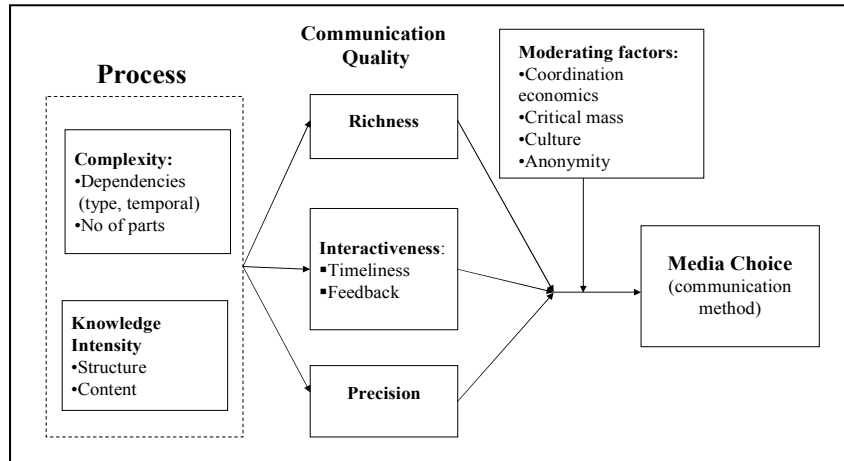 Process
Complexity:
•Dependencies
(type, temporal)
•No of parts
Knowledge
Intensity
•Structure
•Content
Communication
Quality
Richness
Interactiveness:
▪Timeliness
▪Feedback
Precision
Moderating factors:
•Coordination
economics
•Critical mass
•Culture
•Anonymity
Media Choice
(communication
method)